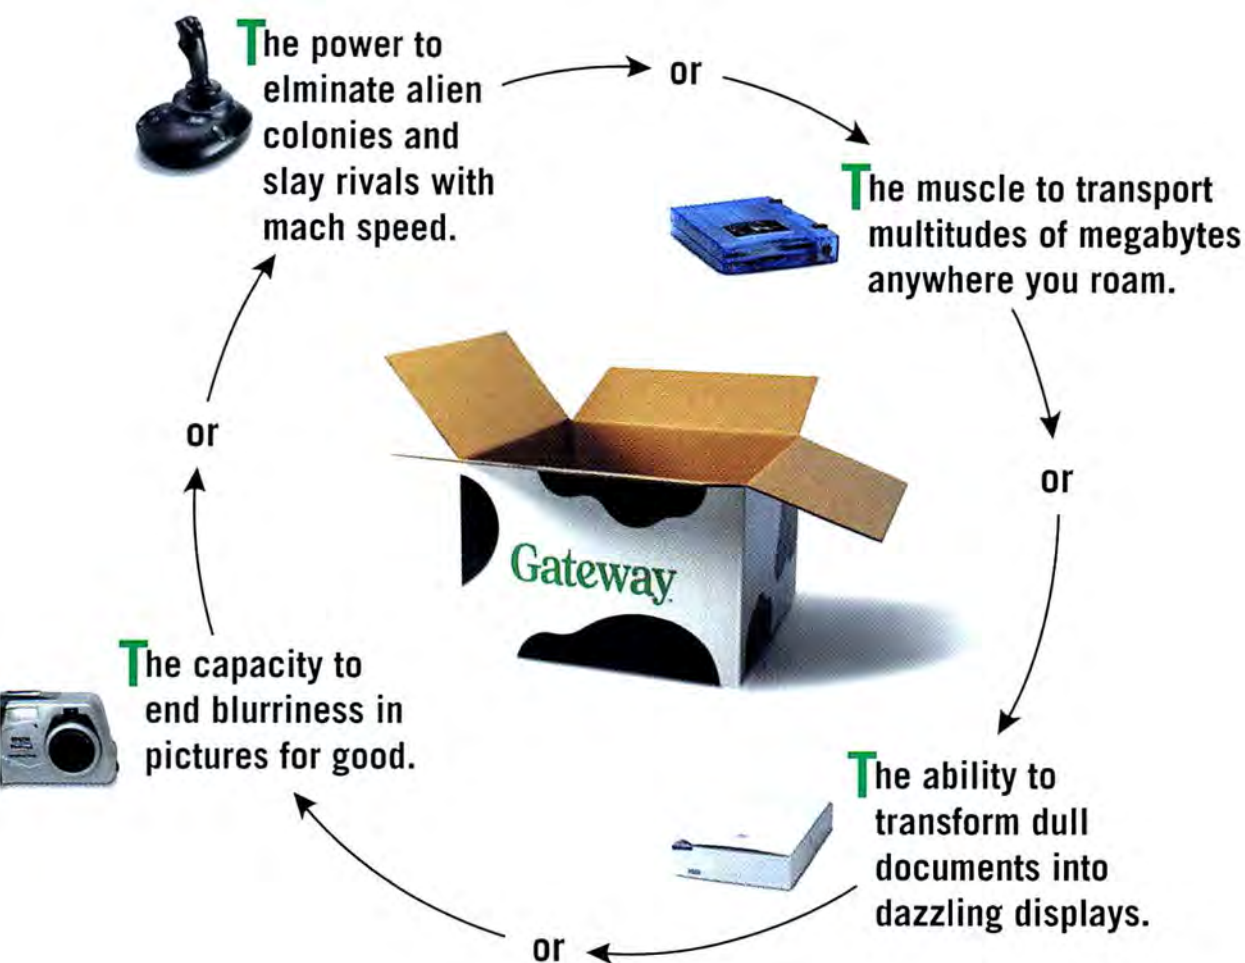 The power to
elminate alien
colonies and
slay rivals with
mach speed.
or
The muscle to transport
multitudes of megabytes
anywhere you roam.
or
The ability to
transform dull
documents into
dazzling displays.
or
The capacity to
end blurriness in
pictures for good.
or
Gateway